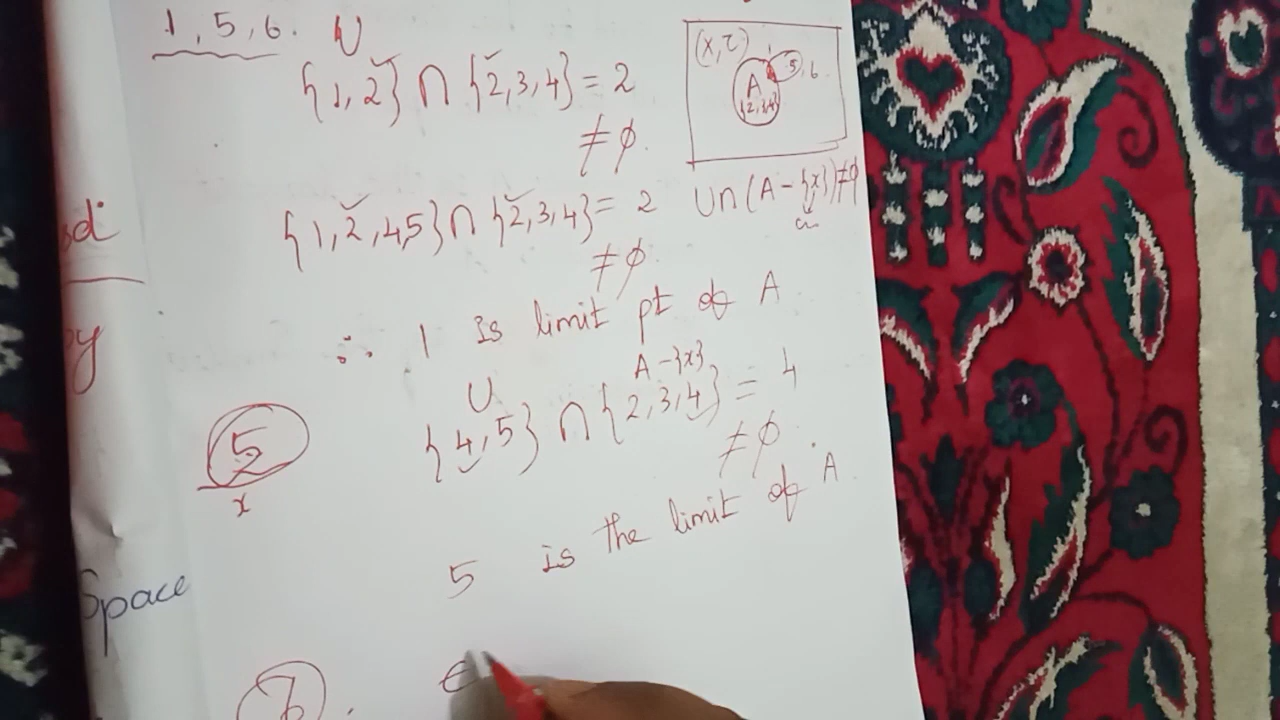 1, 5, 6.
U
{1, 2} ∩ {2, 3, 4} = 2
≠ φ.
(X, τ)
A
{2,3,4}
1
5, 6.
{1, 2, 4,5} ∩ {2, 3, 4} = 2
≠ φ.
U∩(A - {x}) ≠ φ
∴ 1 is limit pt of A
5
x
U
A - {x}
{4, 5} ∩ {2, 3, 4} = 4
≠ φ.
5 is the limit of A.
6.
Space